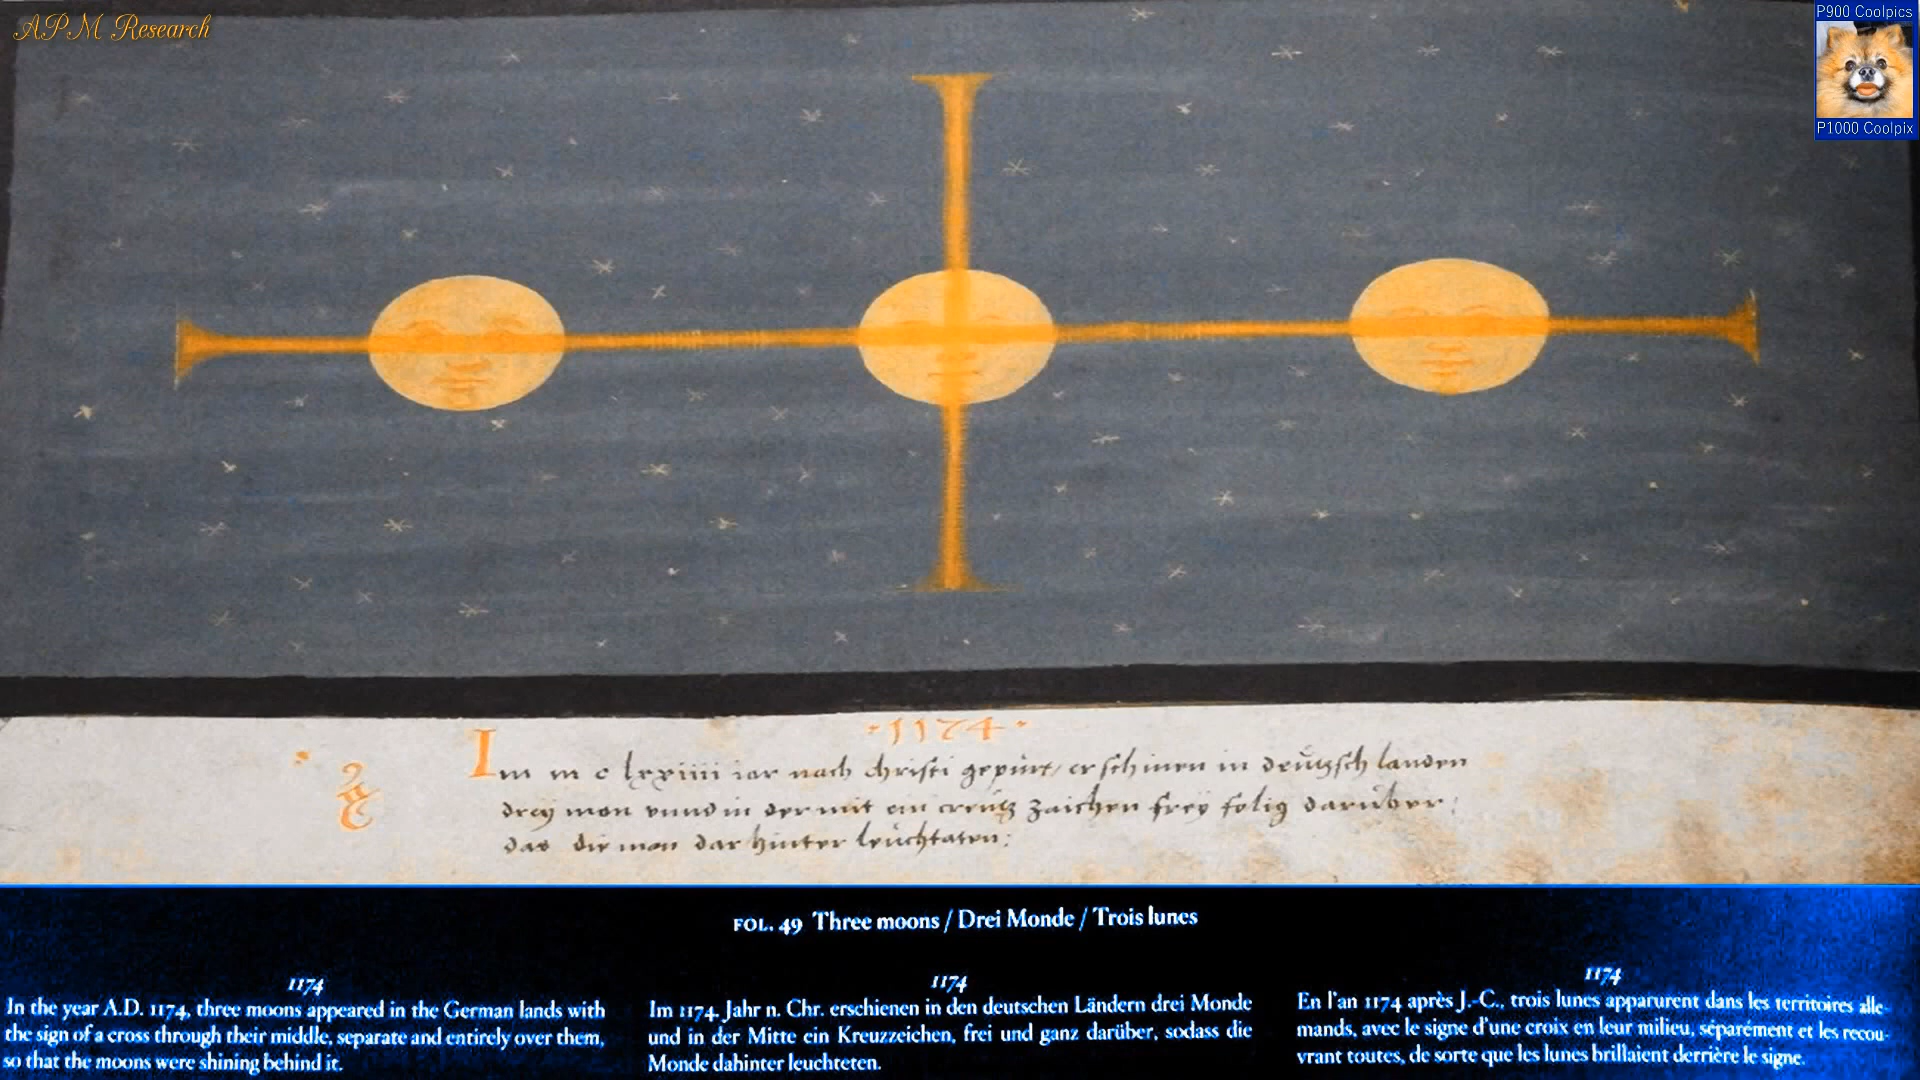 APM Research
P900 Coolpics
P1000 Coolpix
·1174·
Im m c lxxiiii iar nach christi gepürt/ erschinen in deütsch landen
drey mon vnnd in der mit ein creütz zaichen frey folig darüber:
das die mon dar hinter leüchtaten:
FOL. 49 Three moons / Drei Monde / Trois lunes
1174
In the year A.D. 1174, three moons appeared in the German lands with
the sign of a cross through their middle, separate and entirely over them,
so that the moons were shining behind it.
1174
Im 1174. Jahr n. Chr. erschienen in den deutschen Ländern drei Monde
und in der Mitte ein Kreuzzeichen, frei und ganz darüber, sodass die
Monde dahinter leuchteten.
1174
En l'an 1174 après J.-C., trois lunes apparurent dans les territoires alle-
mands, avec le signe d'une croix en leur milieu, séparément et les recou-
vrant toutes, de sorte que les lunes brillaient derrière le signe.